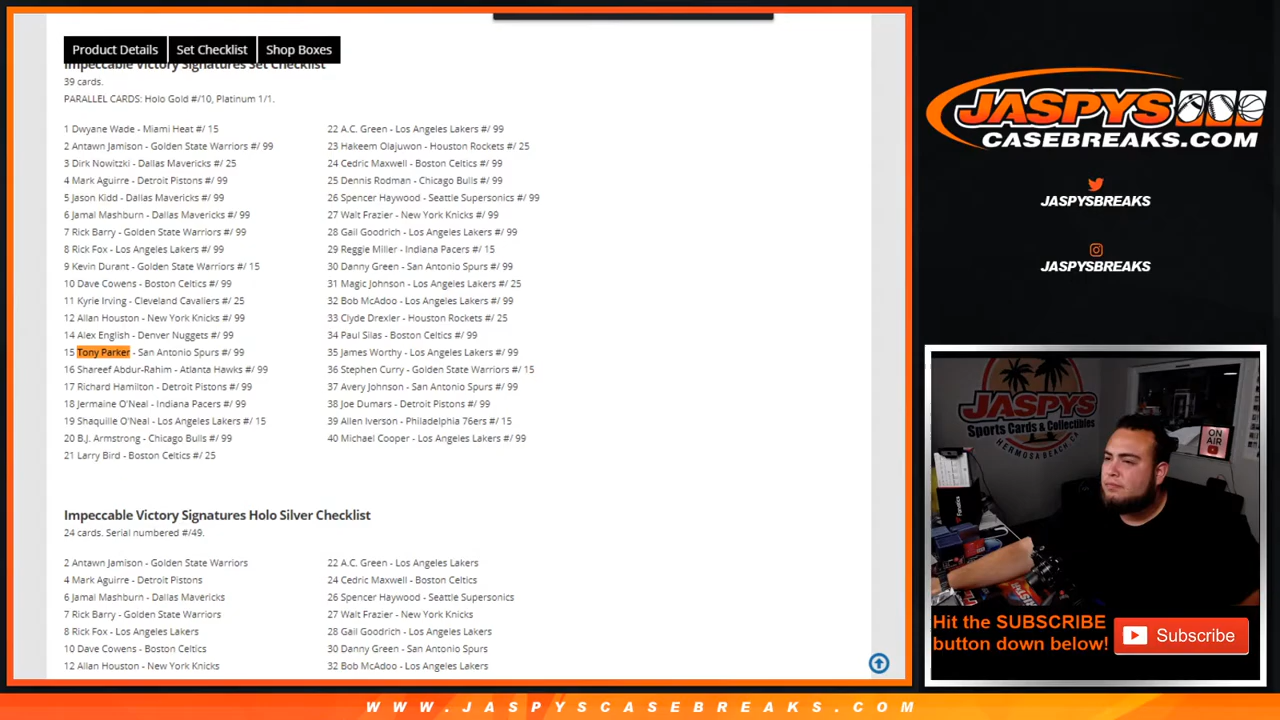 Product Details
Set Checklist
Shop Boxes
Impeccable Victory Signatures Set Checklist
39 cards.
PARALLEL CARDS: Holo Gold #/10, Platinum 1/1.
1 Dwyane Wade - Miami Heat #/ 15
2 Antawn Jamison - Golden State Warriors #/ 99
3 Dirk Nowitzki - Dallas Mavericks #/ 25
4 Mark Aguirre - Detroit Pistons #/ 99
5 Jason Kidd - Dallas Mavericks #/ 99
6 Jamal Mashburn - Dallas Mavericks #/ 99
7 Rick Barry - Golden State Warriors #/ 99
8 Rick Fox - Los Angeles Lakers #/ 99
9 Kevin Durant - Golden State Warriors #/ 15
10 Dave Cowens - Boston Celtics #/ 99
11 Kyrie Irving - Cleveland Cavaliers #/ 25
12 Allan Houston - New York Knicks #/ 99
14 Alex English - Denver Nuggets #/ 99
15 Tony Parker - San Antonio Spurs #/ 99
16 Shareef Abdur-Rahim - Atlanta Hawks #/ 99
17 Richard Hamilton - Detroit Pistons #/ 99
18 Jermaine O'Neal - Indiana Pacers #/ 99
19 Shaquille O'Neal - Los Angeles Lakers #/ 15
20 B.J. Armstrong - Chicago Bulls #/ 99
21 Larry Bird - Boston Celtics #/ 25
22 A.C. Green - Los Angeles Lakers #/ 99
23 Hakeem Olajuwon - Houston Rockets #/ 25
24 Cedric Maxwell - Boston Celtics #/ 99
25 Dennis Rodman - Chicago Bulls #/ 99
26 Spencer Haywood - Seattle Supersonics #/ 99
27 Walt Frazier - New York Knicks #/ 99
28 Gail Goodrich - Los Angeles Lakers #/ 99
29 Reggie Miller - Indiana Pacers #/ 15
30 Danny Green - San Antonio Spurs #/ 99
31 Magic Johnson - Los Angeles Lakers #/ 25
32 Bob McAdoo - Los Angeles Lakers #/ 99
33 Clyde Drexler - Houston Rockets #/ 25
34 Paul Silas - Boston Celtics #/ 99
35 James Worthy - Los Angeles Lakers #/ 99
36 Stephen Curry - Golden State Warriors #/ 15
37 Avery Johnson - San Antonio Spurs #/ 99
38 Joe Dumars - Detroit Pistons #/ 99
39 Allen Iverson - Philadelphia 76ers #/ 15
40 Michael Cooper - Los Angeles Lakers #/ 99
Impeccable Victory Signatures Holo Silver Checklist
24 cards. Serial numbered #/49.
2 Antawn Jamison - Golden State Warriors
4 Mark Aguirre - Detroit Pistons
6 Jamal Mashburn - Dallas Mavericks
7 Rick Barry - Golden State Warriors
8 Rick Fox - Los Angeles Lakers
10 Dave Cowens - Boston Celtics
12 Allan Houston - New York Knicks
22 A.C. Green - Los Angeles Lakers
24 Cedric Maxwell - Boston Celtics
26 Spencer Haywood - Seattle Supersonics
27 Walt Frazier - New York Knicks
28 Gail Goodrich - Los Angeles Lakers
30 Danny Green - San Antonio Spurs
32 Bob McAdoo - Los Angeles Lakers
JASPYS
CASEBREAKS.COM
JASPYSBREAKS
JASPYSBREAKS
JASPYS
Sports Cards & Collectibles
HERMOSA BEACH, CA
ON AIR
Fanatics
Hit the SUBSCRIBE
button down below!
Subscribe
WWW.JASPYSCASEBREAKS.COM